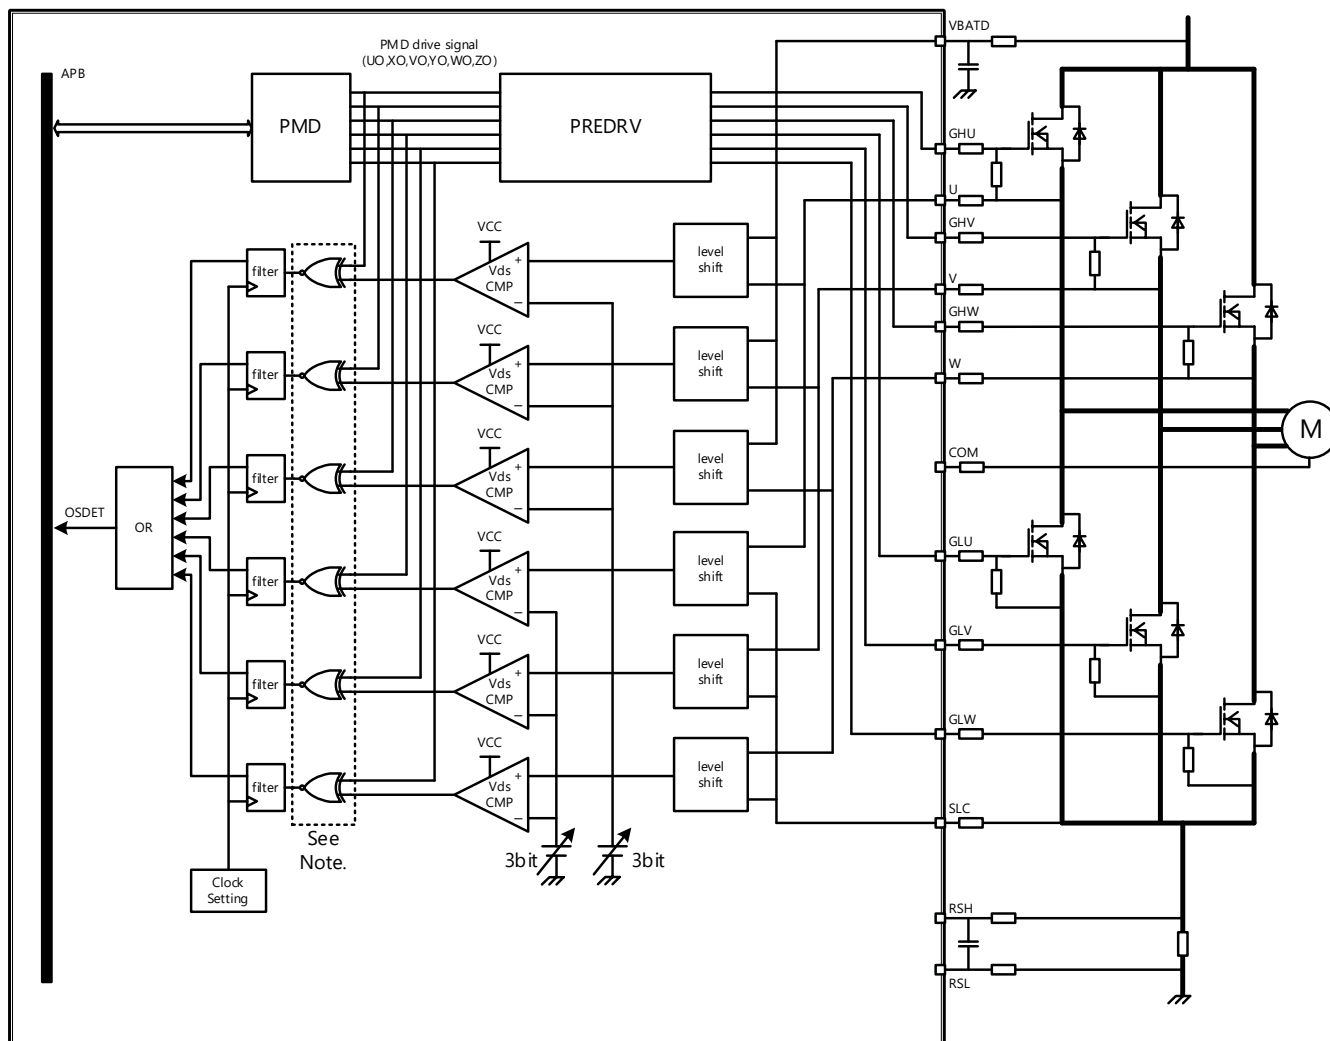 VBATD
PMD drive signal
(UO,XO,VO,YO,WO,ZO)
APB
PMD
PREDRV
GHU
U
GHV
V
GHW
W
COM
GLU
GLV
GLW
SLC
RSH
RSL
M
VCC
+
Vds
CMP
−
level
shift
filter
VCC
+
Vds
CMP
−
level
shift
filter
VCC
+
Vds
CMP
−
level
shift
filter
VCC
+
Vds
CMP
−
level
shift
filter
VCC
+
Vds
CMP
−
level
shift
filter
VCC
+
Vds
CMP
−
level
shift
filter
OSDET
OR
See
Note.
3bit
3bit
Clock
Setting